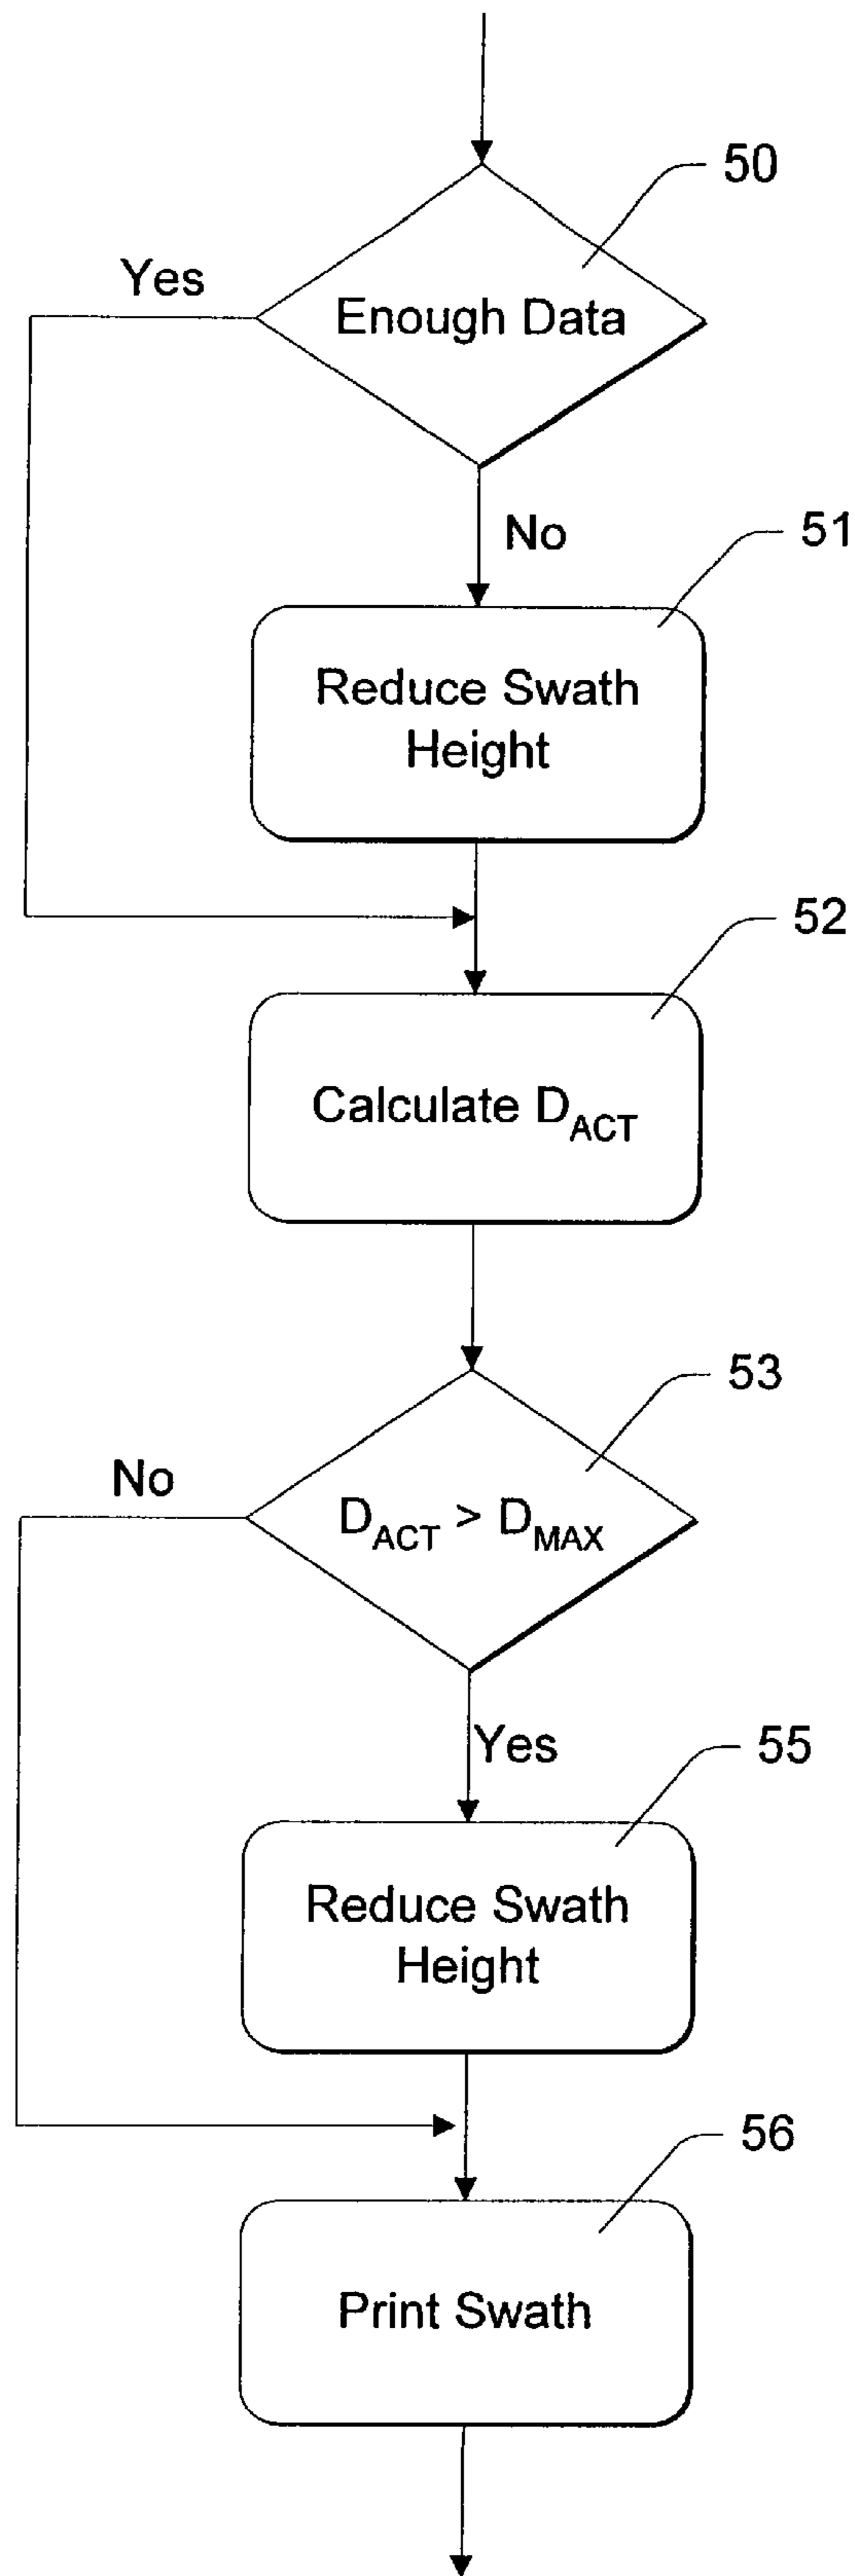 50
Yes
Enough Data
No
51
Reduce Swath
Height
52
Calculate D_ACT
53
No
D_ACT > D_MAX
Yes
55
Reduce Swath
Height
56
Print Swath